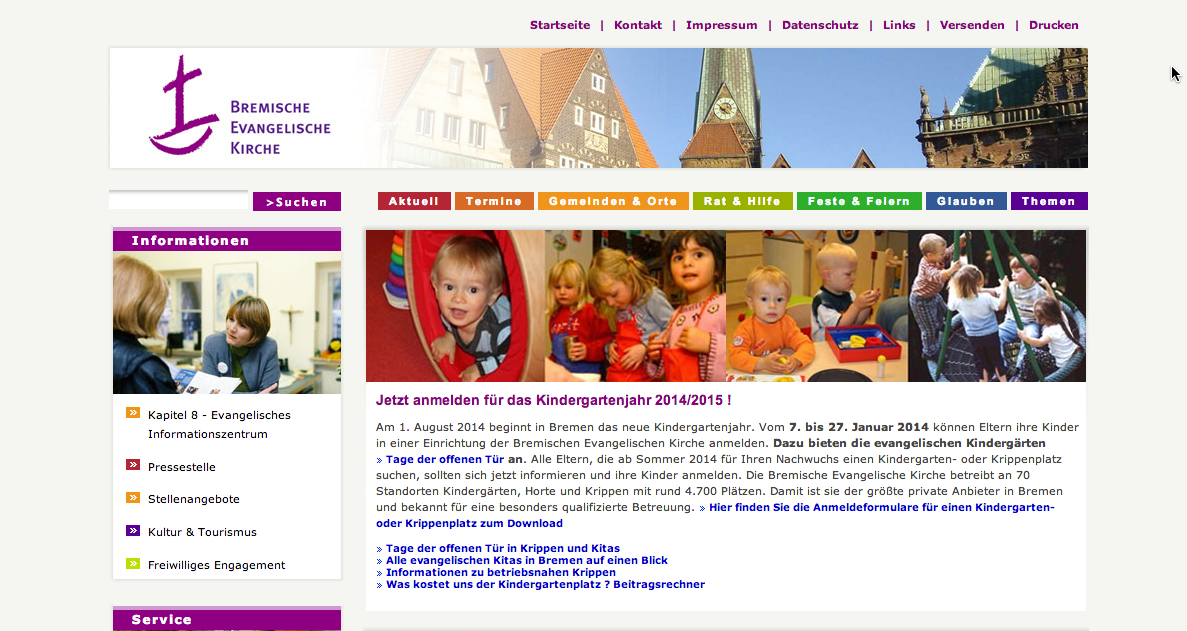 Startseite | Kontakt | Impressum | Datenschutz | Links | Versenden | Drucken
BREMISCHE
EVANGELISCHE
KIRCHE
>Suchen
Aktuell Termine Gemeinden & Orte Rat & Hilfe Feste & Feiern Glauben Themen
Informationen
Kapitel 8 - Evangelisches
Informationszentrum
Pressestelle
Stellenangebote
Kultur & Tourismus
Freiwilliges Engagement
Service
Jetzt anmelden für das Kindergartenjahr 2014/2015 !
Am 1. August 2014 beginnt in Bremen das neue Kindergartenjahr. Vom 7. bis 27. Januar 2014 können Eltern ihre Kinder
in einer Einrichtung der Bremischen Evangelischen Kirche anmelden. Dazu bieten die evangelischen Kindergärten
» Tage der offenen Tür an. Alle Eltern, die ab Sommer 2014 für Ihren Nachwuchs einen Kindergarten- oder Krippenplatz
suchen, sollten sich jetzt informieren und ihre Kinder anmelden. Die Bremische Evangelische Kirche betreibt an 70
Standorten Kindergärten, Horte und Krippen mit rund 4.700 Plätzen. Damit ist sie der größte private Anbieter in Bremen
und bekannt für eine besonders qualifizierte Betreuung. » Hier finden Sie die Anmeldeformulare für einen Kindergarten-
oder Krippenplatz zum Download
» Tage der offenen Tür in Krippen und Kitas
» Alle evangelischen Kitas in Bremen auf einen Blick
» Informationen zu betriebsnahen Krippen
» Was kostet uns der Kindergartenplatz ? Beitragsrechner